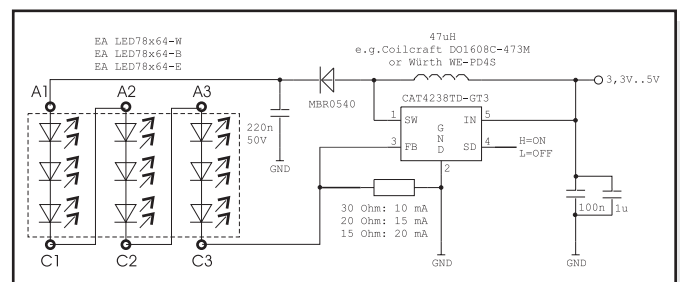 47uH
EA LED78x64-W
e.g.Coilcraft DO1608C-473M
EA LED78x64-B
or Würth WE-PD4S
EA LED78x64-E
3,3V..5V
A1
A2
A3
MBR0540
CAT4238TD-GT3
1
SW
GND
IN
5
220n
50V
3
FB
SD
4
H=ON
L=OFF
GND
2
30 Ohm: 10 mA
20 Ohm: 15 mA
15 Ohm: 20 mA
100n
1u
C1
C2
C3
GND
GND